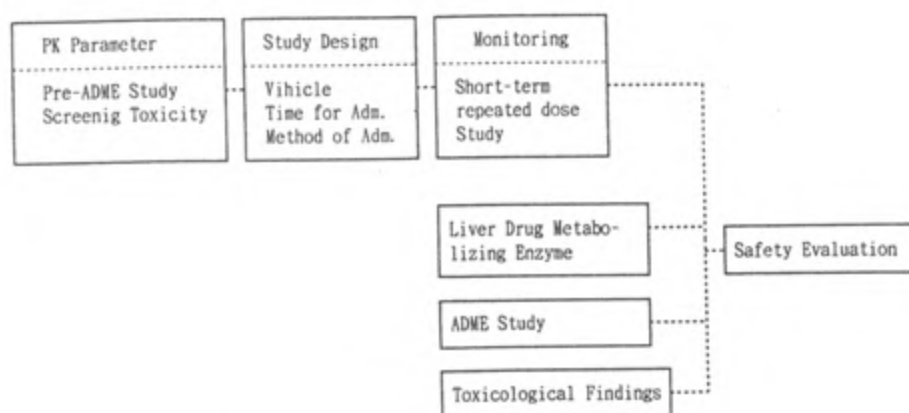 PK Parameter
Pre-ADME Study
Screenig Toxicity
Study Design
Vihicle
Time for Adm.
Method of Adm.
Monitoring
Short-term
repeated dose
Study
Liver Drug Metabo-
lizing Enzyme
Safety Evaluation
ADME Study
Toxicological Findings